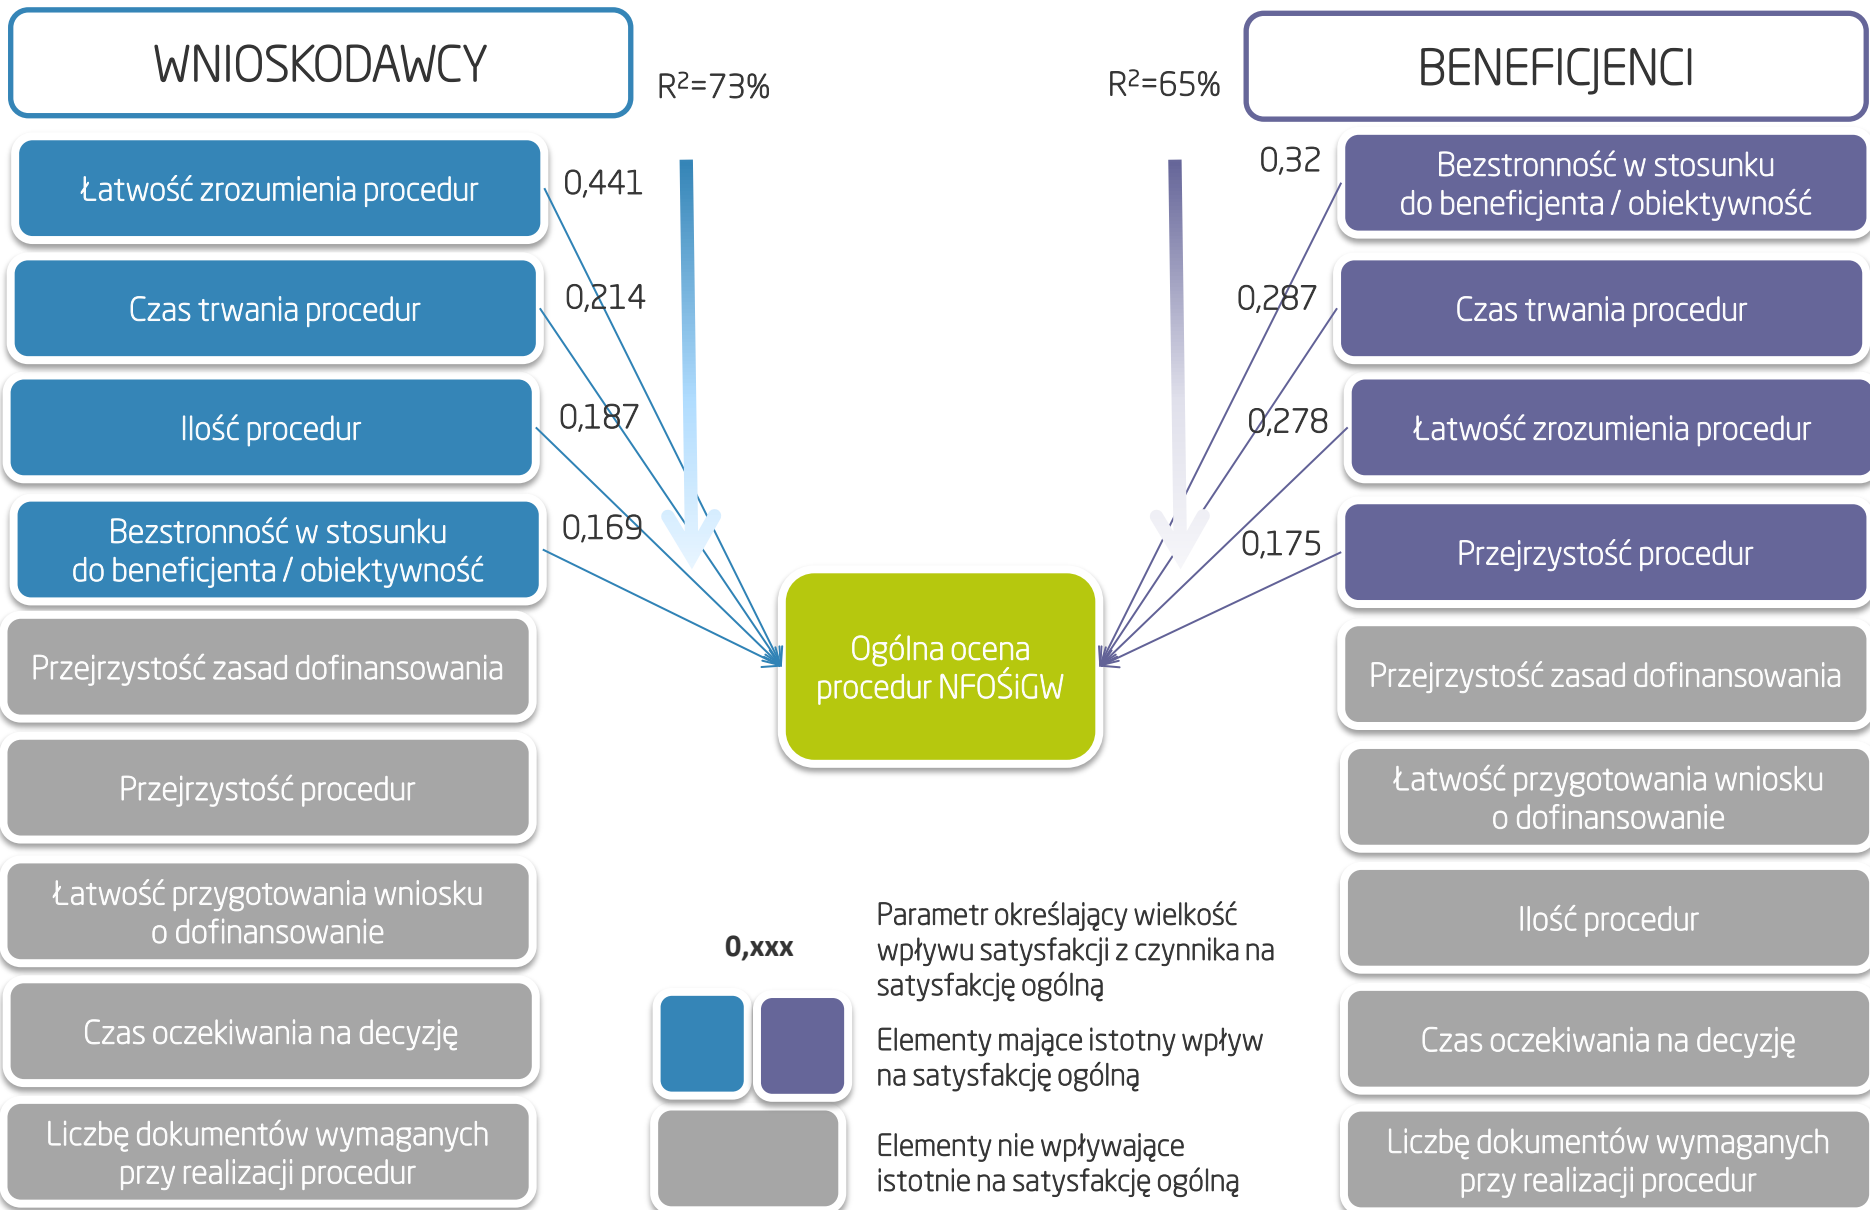 WNIOSKODAWCY
R²=73%
Łatwość zrozumienia procedur
0,441
Czas trwania procedur
0,214
Ilość procedur
0,187
Bezstronność w stosunku
do beneficjenta / obiektywność
0,169
Przejrzystość zasad dofinansowania
Przejrzystość procedur
Łatwość przygotowania wniosku
o dofinansowanie
Czas oczekiwania na decyzję
Liczbę dokumentów wymaganych
przy realizacji procedur
Ogólna ocena
procedur NFOŚiGW
0,xxx
Parametr określający wielkość
wpływu satysfakcji z czynnika na
satysfakcję ogólną
Elementy mające istotny wpływ
na satysfakcję ogólną
Elementy nie wpływające
istotnie na satysfakcję ogólną
BENEFICJENCI
R²=65%
0,32
Bezstronność w stosunku
do beneficjenta / obiektywność
0,287
Czas trwania procedur
0,278
Łatwość zrozumienia procedur
0,175
Przejrzystość procedur
Przejrzystość zasad dofinansowania
Łatwość przygotowania wniosku
o dofinansowanie
Ilość procedur
Czas oczekiwania na decyzję
Liczbę dokumentów wymaganych
przy realizacji procedur